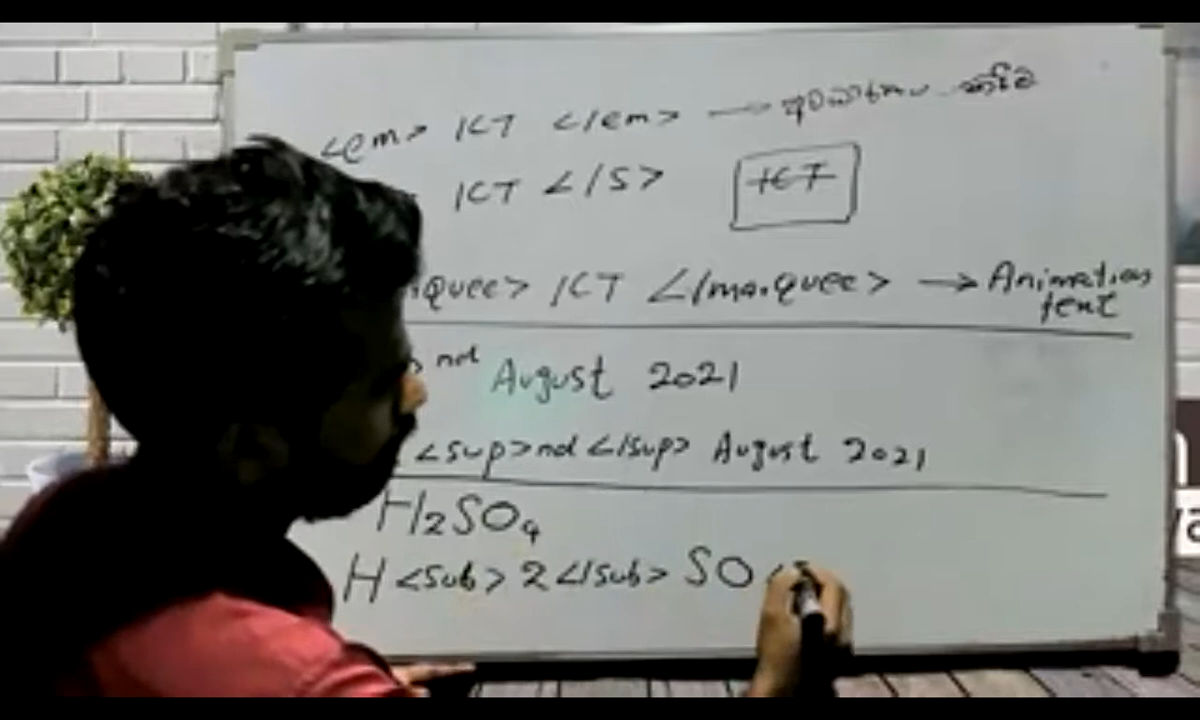 <em> ICT </em> →
ICT </s> ICT
quee> ICT </marquee> → Animation
text
nd August 2021
<sup>nd </sup> August 2021
H2SO4
H <sub> 2 </sub> SO <